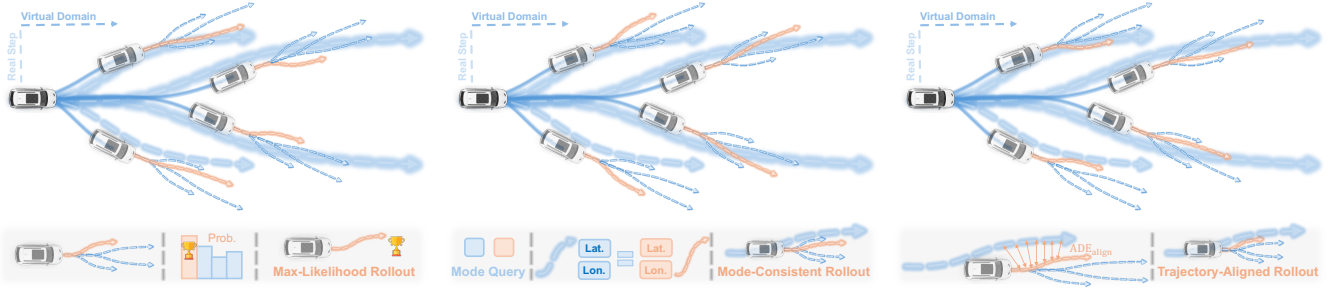 Virtual Domain
Real Step
Prob.
Max-Likelihood Rollout
Virtual Domain
Real Step
Mode Query
Lat.
Lon.
Lat.
Lon.
Mode-Consistent Rollout
Virtual Domain
Real Step
ADEalign
Trajectory-Aligned Rollout